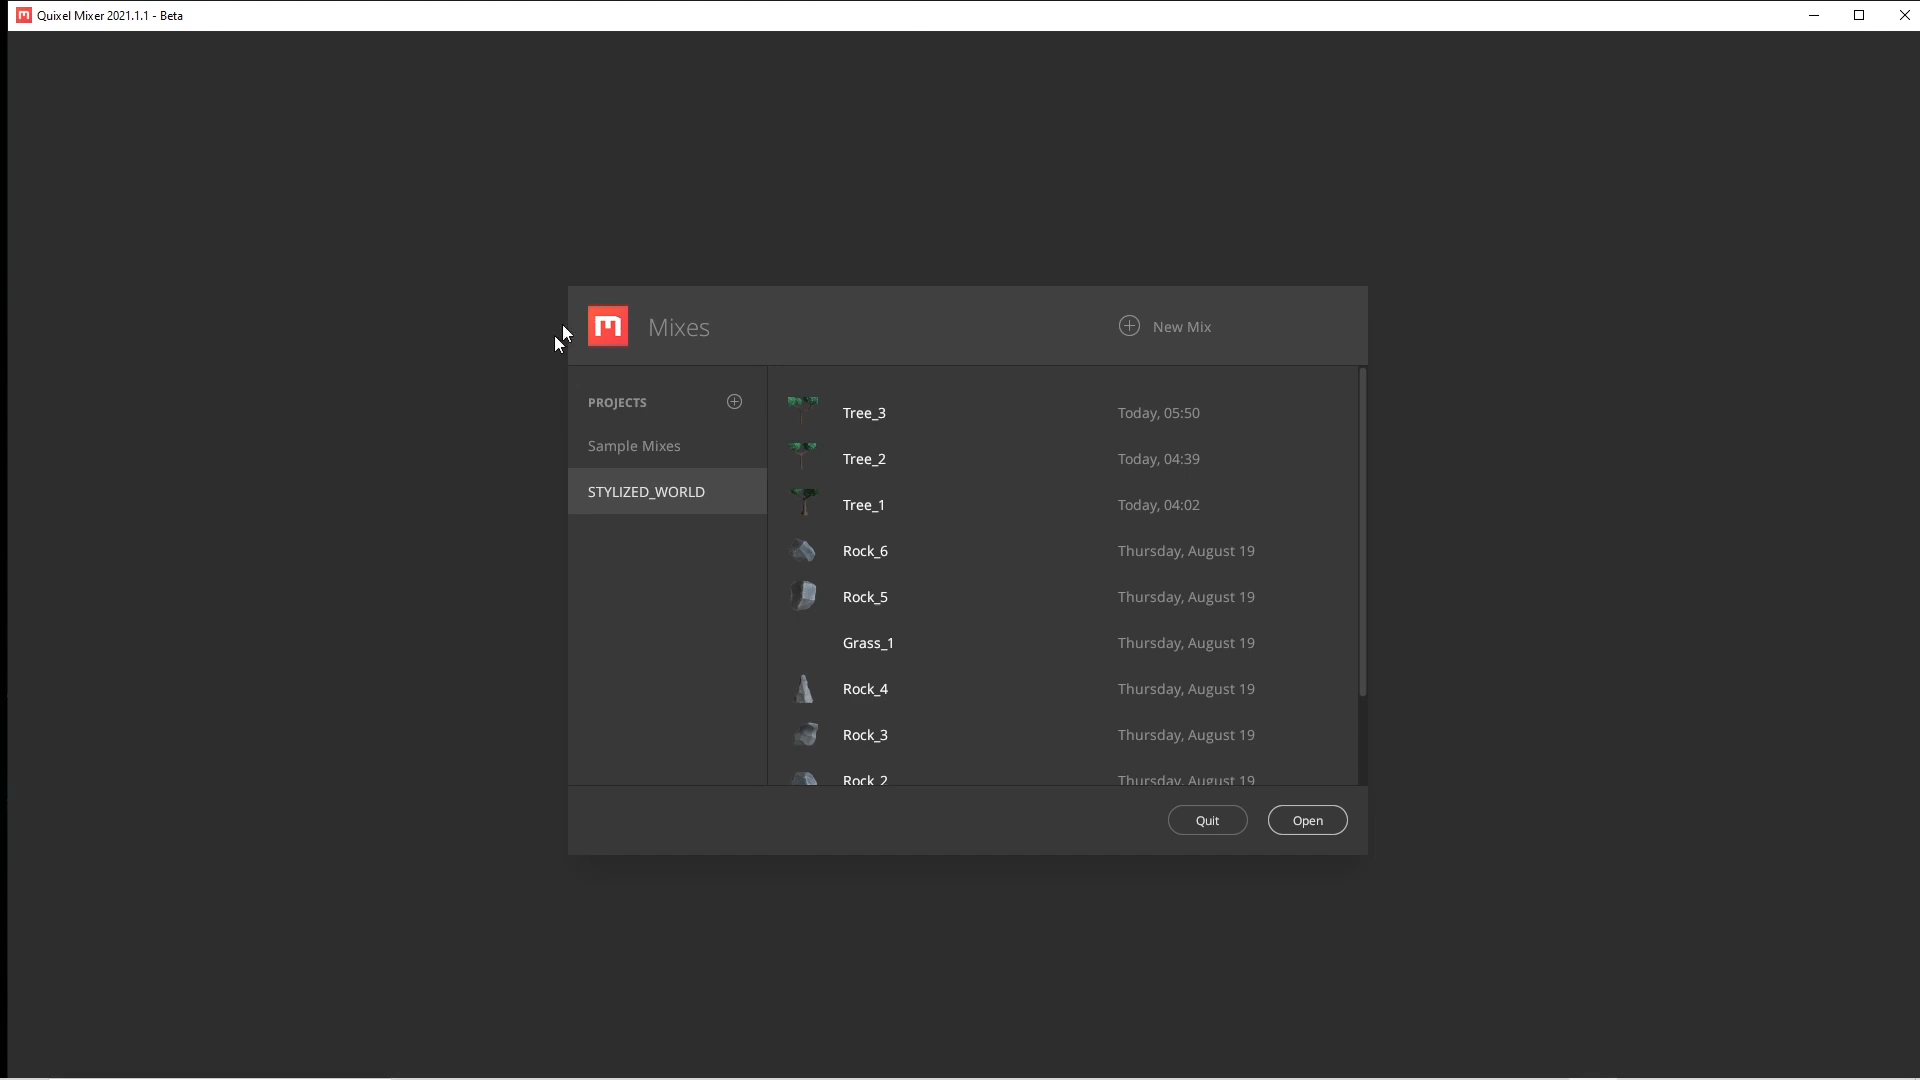 Quixel Mixer 2021.1.1 - Beta
Mixes
New Mix
PROJECTS
Sample Mixes
STYLIZED_WORLD
Tree_3 Today, 05:50
Tree_2 Today, 04:39
Tree_1 Today, 04:02
Rock_6 Thursday, August 19
Rock_5 Thursday, August 19
Grass_1 Thursday, August 19
Rock_4 Thursday, August 19
Rock_3 Thursday, August 19
Rock_2 Thursday, August 19
Quit Open